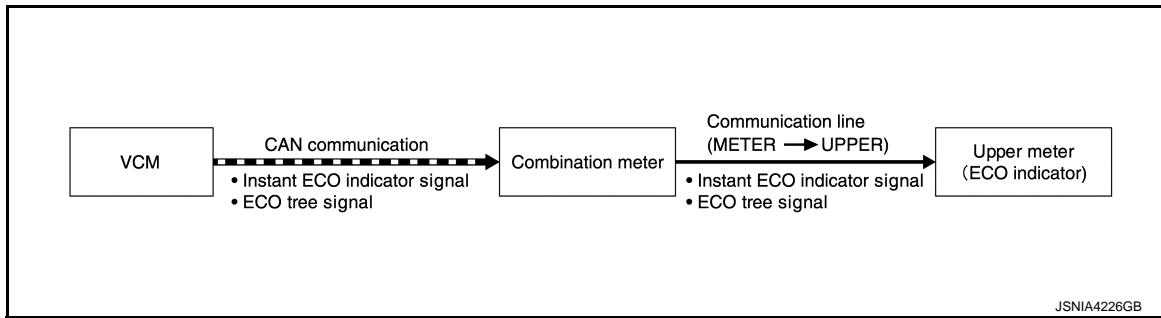 VCM
CAN communication
• Instant ECO indicator signal
• ECO tree signal
Combination meter
Communication line
(METER → UPPER)
• Instant ECO indicator signal
• ECO tree signal
Upper meter
(ECO indicator)
JSNIA4226GB